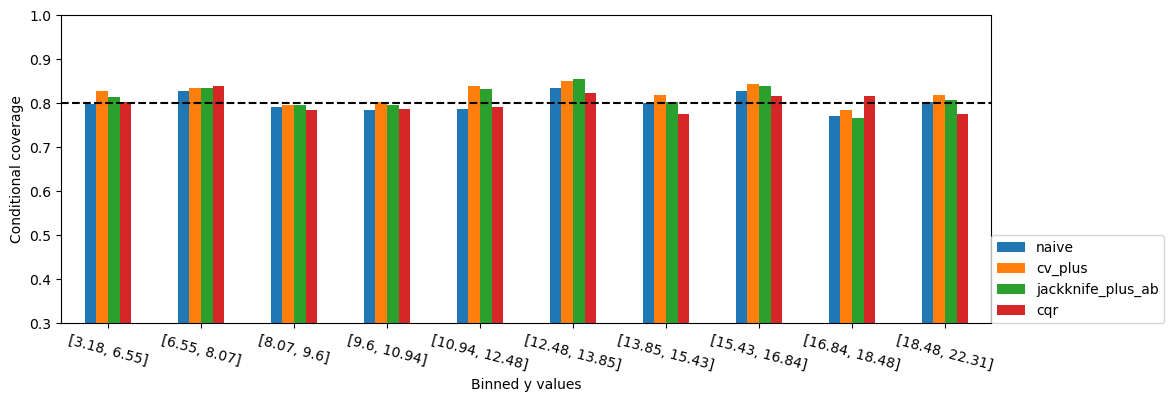 Conditional coverage
1.0
0.9
0.8
0.7
0.6
0.5
0.4
0.3
naive
cv_plus
jackknife_plus_ab
cqr
[3.18, 6.55] [6.55, 8.07] [8.07, 9.6] [9.6, 10.94] [10.94, 12.48] [12.48, 13.85] [13.85, 15.43] [15.43, 16.84] [16.84, 18.48] [18.48, 22.31]
Binned y values